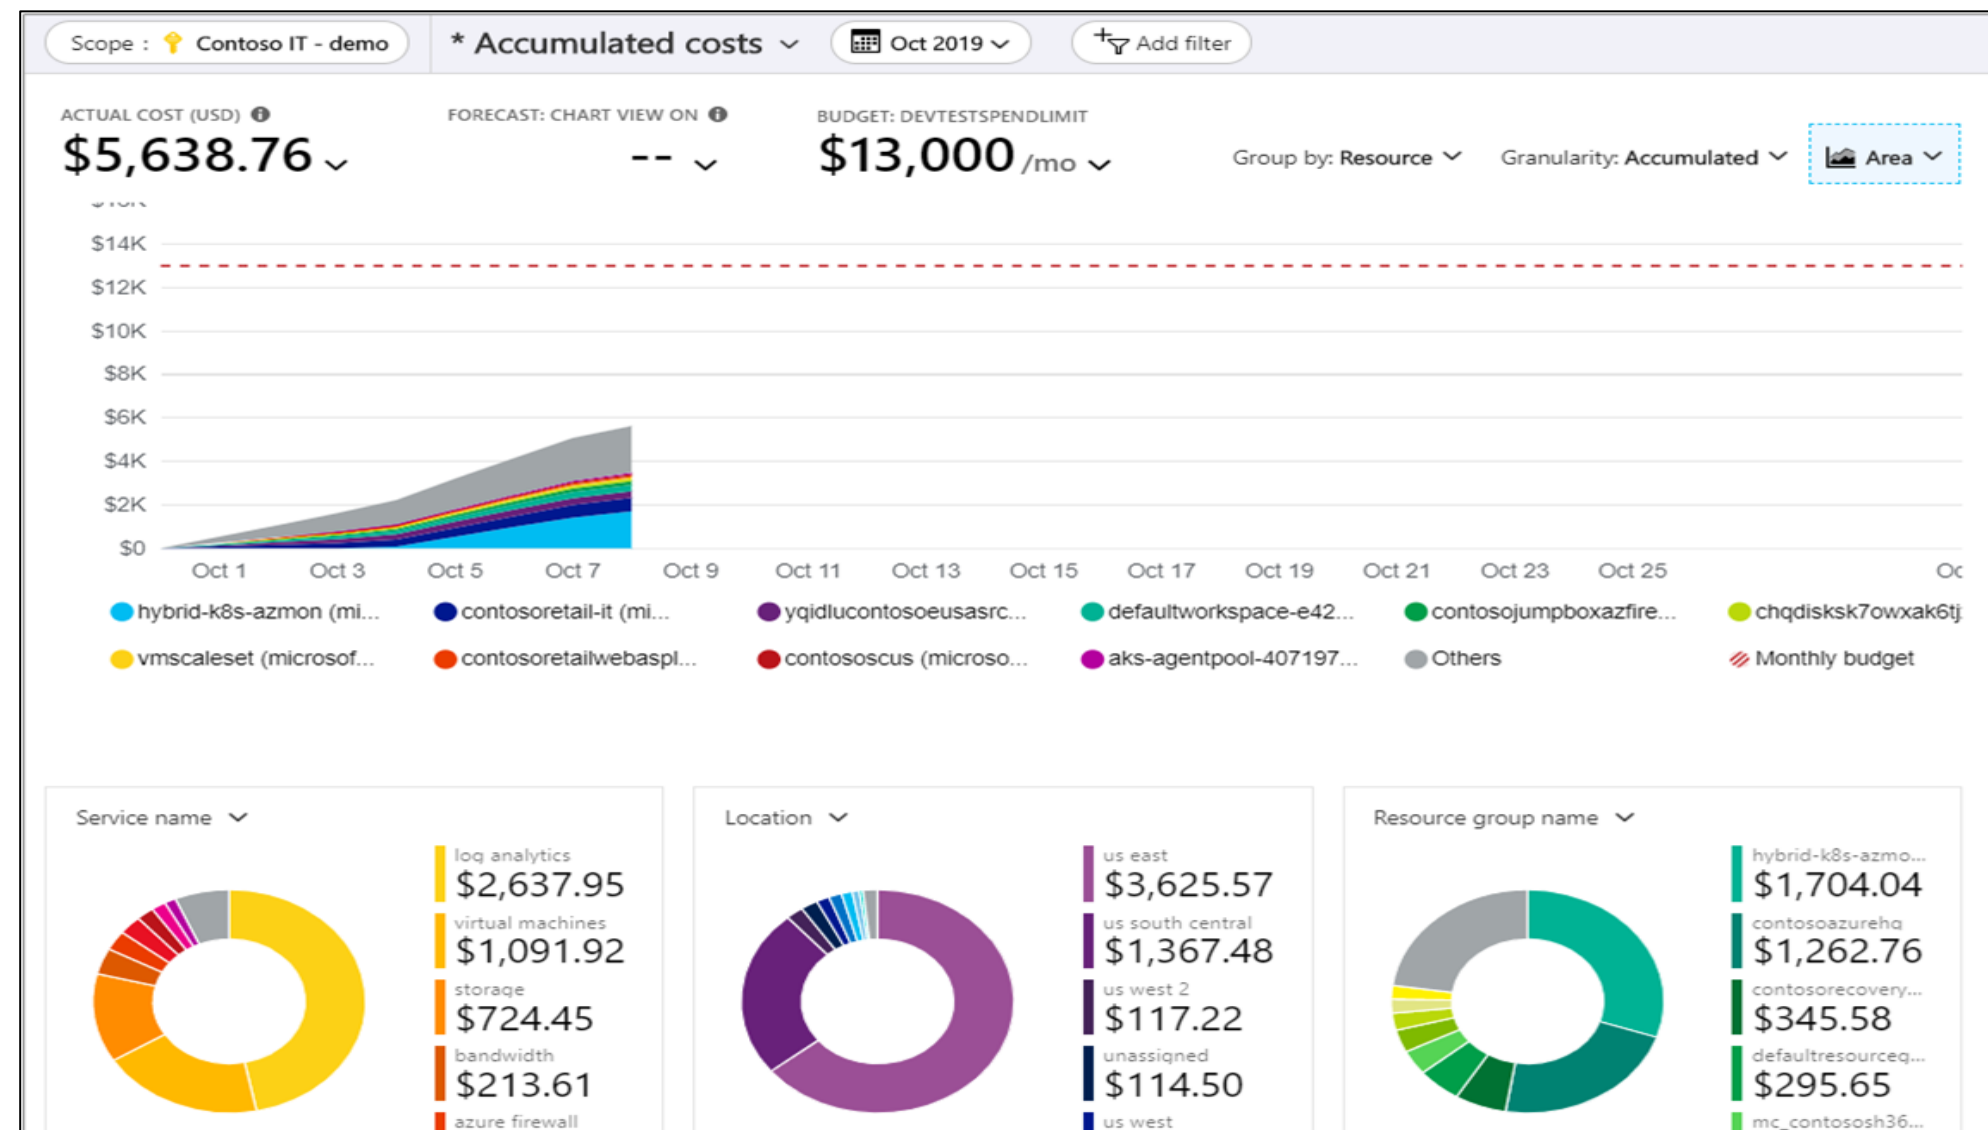 Scope : Contoso IT - demo * Accumulated costs Oct 2019 Add filter
ACTUAL COST (USD) FORECAST: CHART VIEW ON BUDGET: DEVTESTSPENDLIMIT
$5,638.76 -- $13,000 /mo Group by: Resource Granularity: Accumulated Area
$14K
$12K
$10K
$8K
$6K
$4K
$2K
$0
Oct 1 Oct 3 Oct 5 Oct 7 Oct 9 Oct 11 Oct 13 Oct 15 Oct 17 Oct 19 Oct 21 Oct 23 Oct 25 Oc
hybrid-k8s-azmon (mi... contosoretail-it (mi... yqidlucontosoeusasrc... defaultworkspace-e42... contosojumpboxazfire... chqdisksk7owxak6tj
vmscaleset (microsof... contosoretailwebaspl... contososcus (microso... aks-agentpool-407197... Others Monthly budget
Service name
log analytics
$2,637.95
virtual machines
$1,091.92
storage
$724.45
bandwidth
$213.61
azure firewall
Location
us east
$3,625.57
us south central
$1,367.48
us west 2
$117.22
unassigned
$114.50
us west
Resource group name
hybrid-k8s-azmo...
$1,704.04
contosoazurehq
$1,262.76
contosorecovery...
$345.58
defaultresourceg...
$295.65
mc_contososh36...